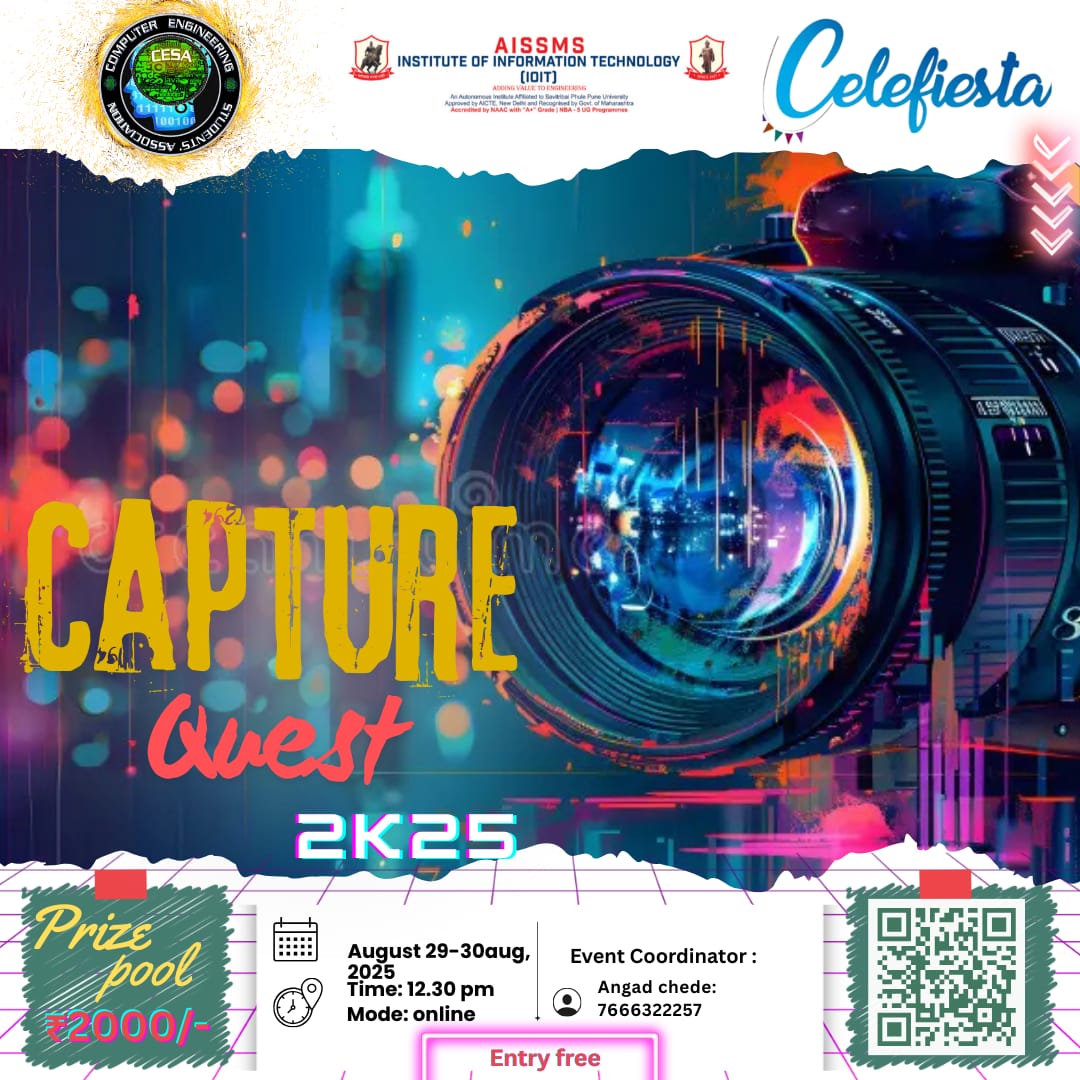 COMPUTER ENGINEERING
STUDENTS' ASSOCIATION
CESA
AISSMS
INSTITUTE OF INFORMATION TECHNOLOGY
(IOIT)
ADDING VALUE TO ENGINEERING
An Autonomous Institute Affiliated to Savitribai Phule Pune University
Approved by AICTE, New Delhi and Recognised by Govt. of Maharashtra
Accredited by NAAC with "A+" Grade | NBA - 5 UG Programmes
Celefiesta
CAPTURE
Quest
2K25
Prize
pool
₹2000/-
August 29-30aug,
2025
Time: 12.30 pm
Mode: online
Event Coordinator :
Angad chede:
7666322257
Entry free